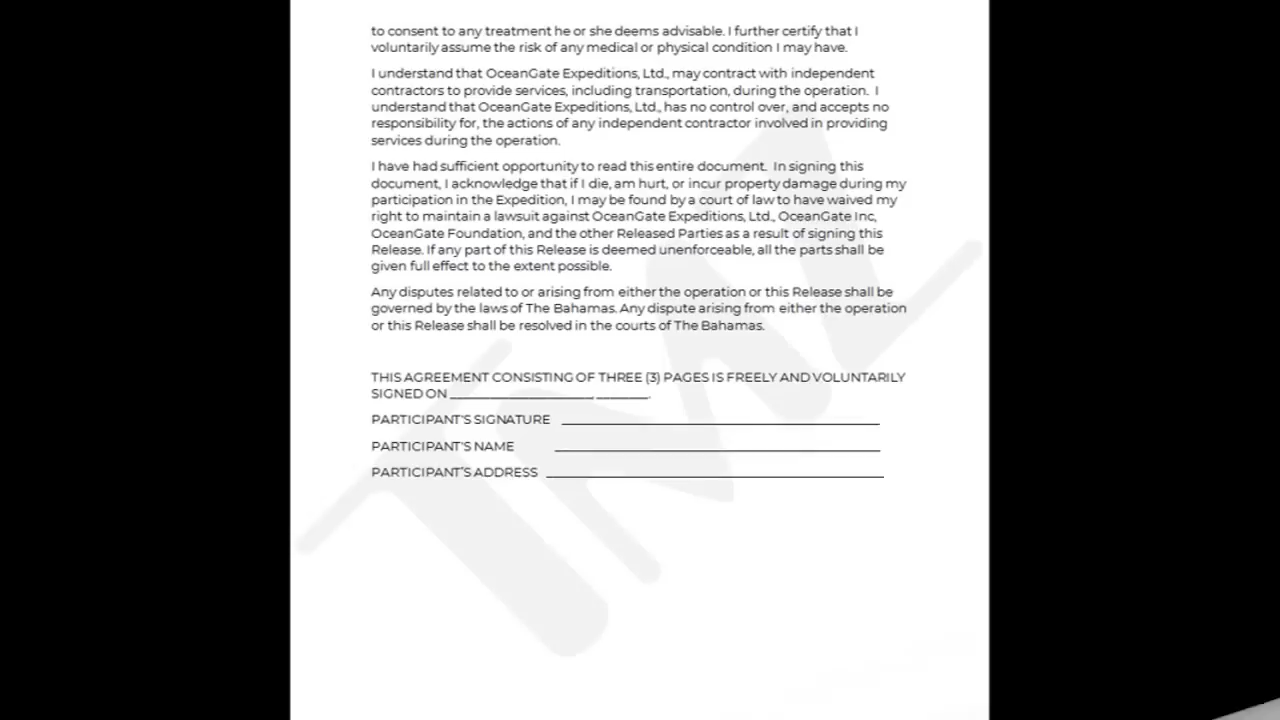 to consent to any treatment he or she deems advisable. I further certify that I
voluntarily assume the risk of any medical or physical condition I may have.
I understand that OceanGate Expeditions, Ltd., may contract with independent
contractors to provide services, including transportation, during the operation. I
understand that OceanGate Expeditions, Ltd., has no control over, and accepts no
responsibility for, the actions of any independent contractor involved in providing
services during the operation.
I have had sufficient opportunity to read this entire document. In signing this
document, I acknowledge that if I die, am hurt, or incur property damage during my
participation in the Expedition, I may be found by a court of law to have waived my
right to maintain a lawsuit against OceanGate Expeditions, Ltd., OceanGate Inc,
OceanGate Foundation, and the other Released Parties as a result of signing this
Release. If any part of this Release is deemed unenforceable, all the parts shall be
given full effect to the extent possible.
Any disputes related to or arising from either the operation or this Release shall be
governed by the laws of The Bahamas. Any dispute arising from either the operation
or this Release shall be resolved in the courts of The Bahamas.
THIS AGREEMENT CONSISTING OF THREE (3) PAGES IS FREELY AND VOLUNTARILY
SIGNED ON ____________________, _______.
PARTICIPANT'S SIGNATURE
PARTICIPANT'S NAME
PARTICIPANT'S ADDRESS
TMZ